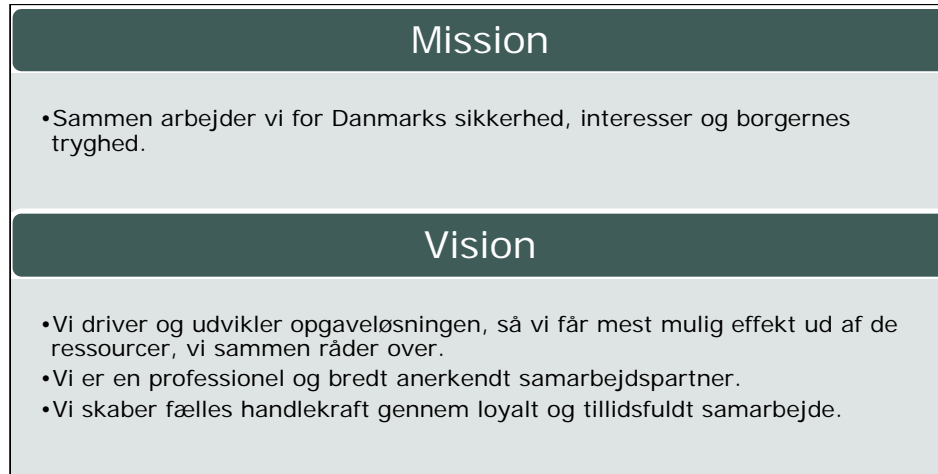 Mission
•Sammen arbejder vi for Danmarks sikkerhed, interesser og borgernes
tryghed.
Vision
•Vi driver og udvikler opgaveløsningen, så vi får mest mulig effekt ud af de
ressourcer, vi sammen råder over.
•Vi er en professionel og bredt anerkendt samarbejdspartner.
•Vi skaber fælles handlekraft gennem loyalt og tillidsfuldt samarbejde.